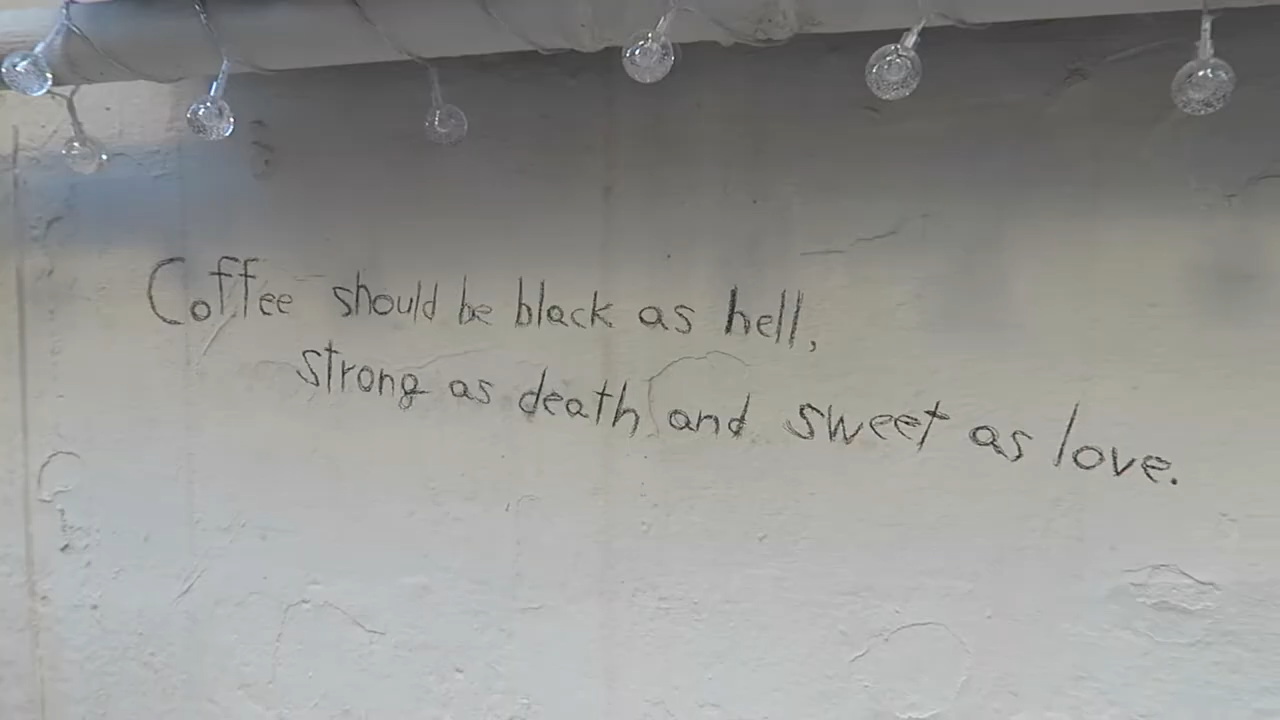 Coffee should be black as hell,
strong as death and sweet as love.